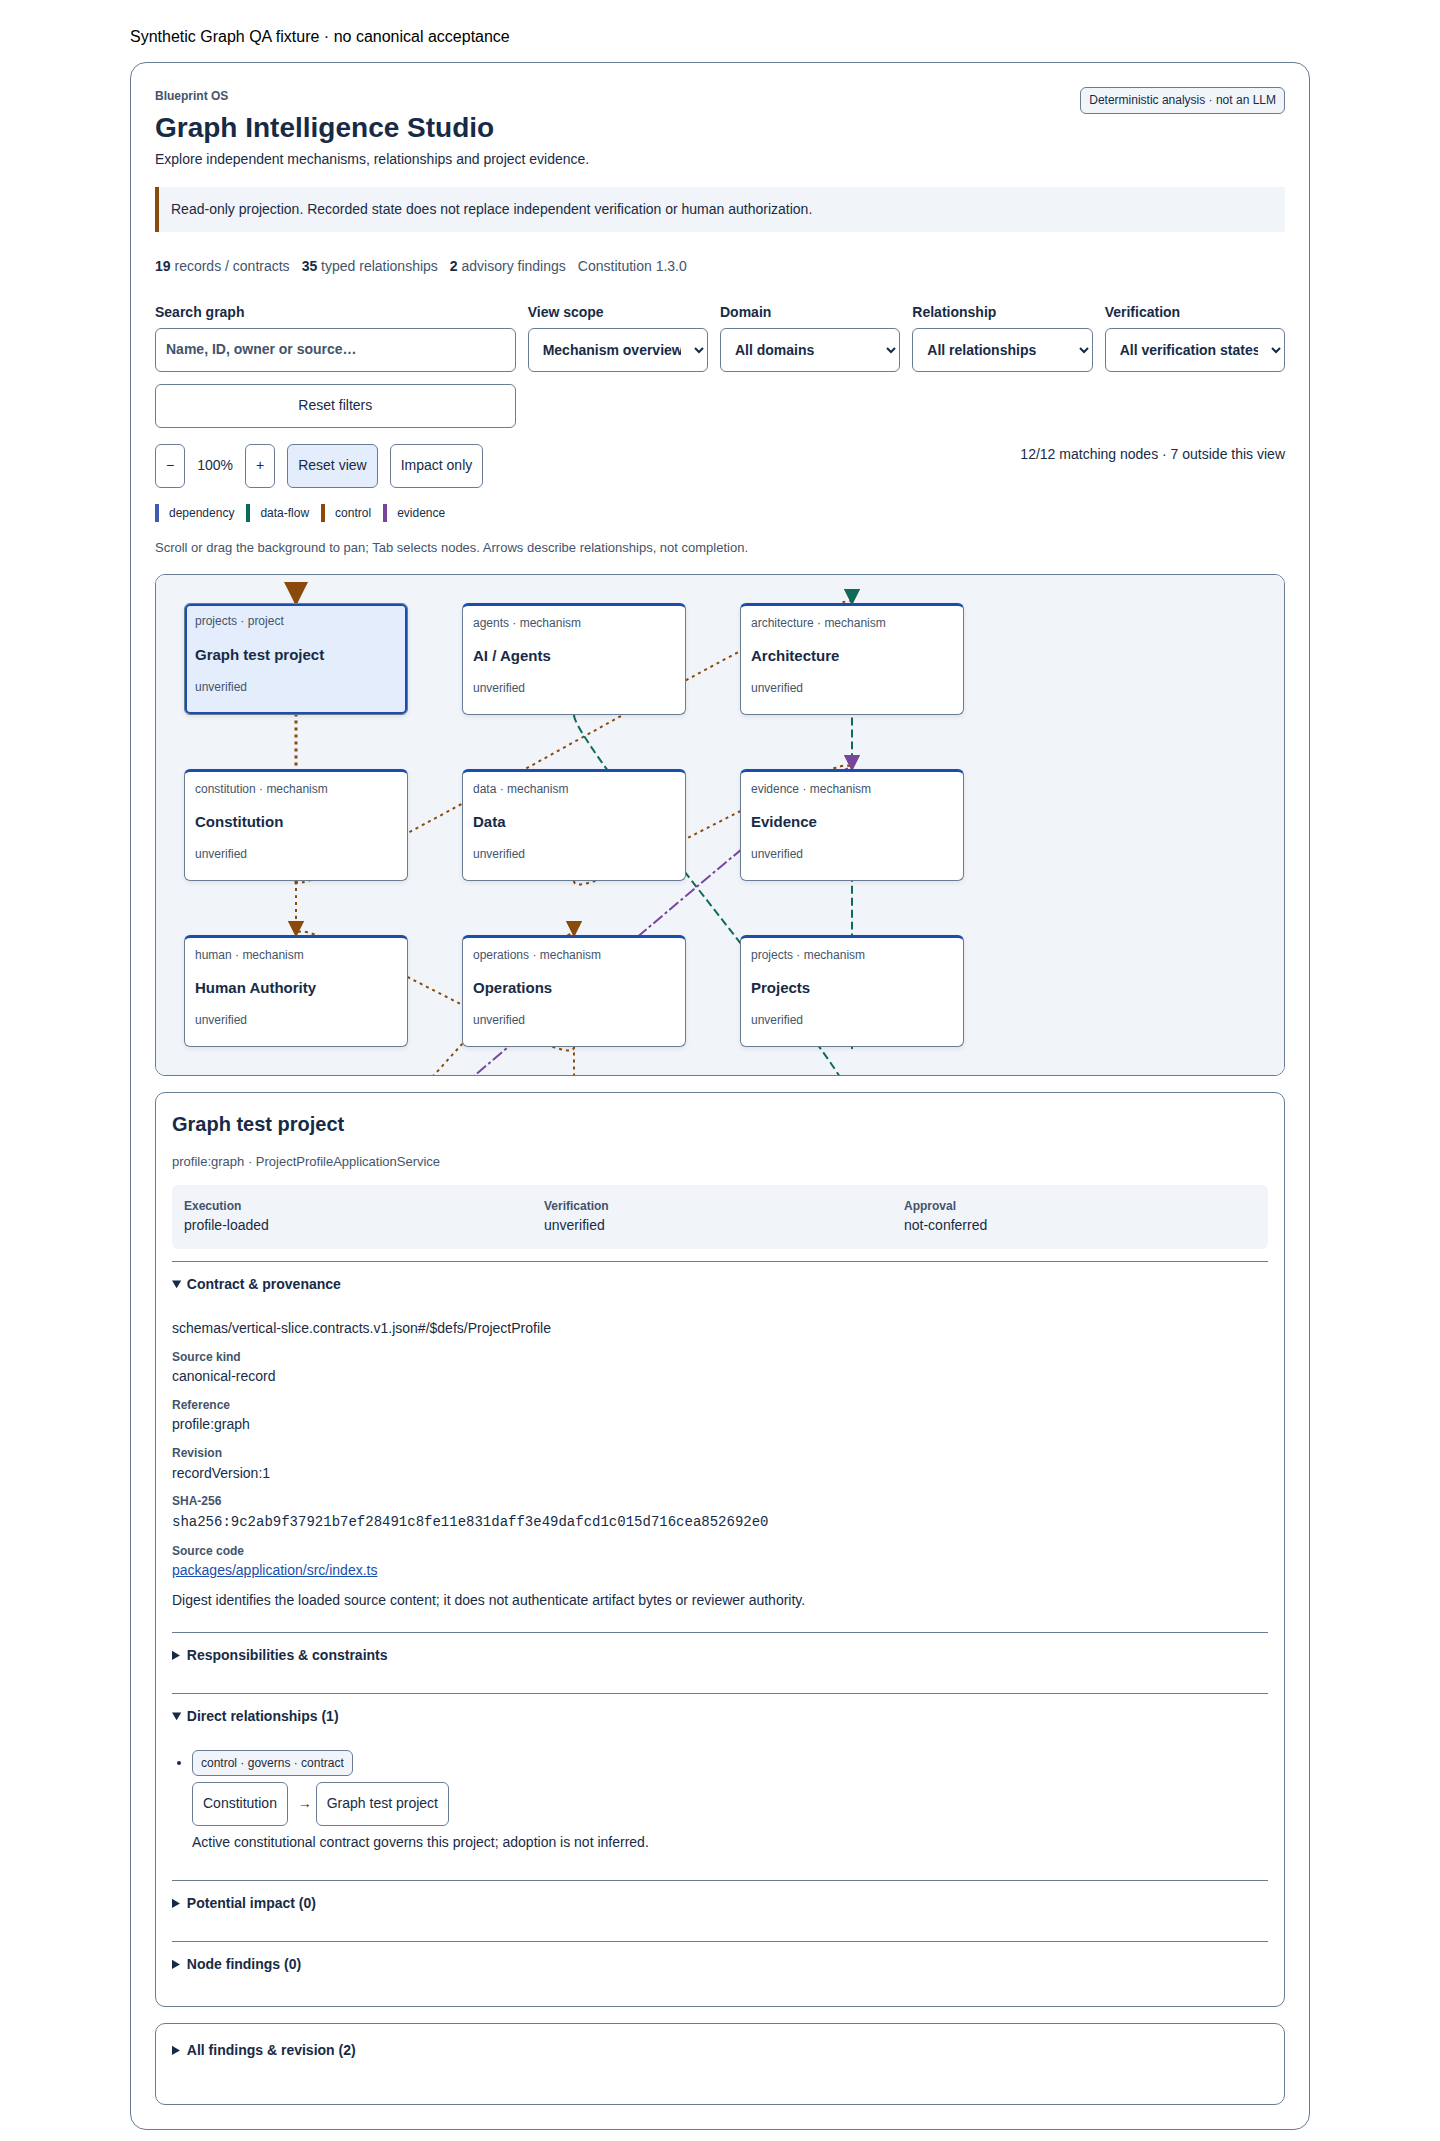 Synthetic Graph QA fixture · no canonical acceptance
Blueprint OS
Deterministic analysis · not an LLM
Graph Intelligence Studio
Explore independent mechanisms, relationships and project evidence.
Read-only projection. Recorded state does not replace independent verification or human authorization.
19 records / contracts 35 typed relationships 2 advisory findings Constitution 1.3.0
Search graph View scope Domain Relationship Verification
Name, ID, owner or source… Mechanism overview All domains All relationships All verification states
Reset filters
− 100% + Reset view Impact only
12/12 matching nodes · 7 outside this view
dependency data-flow control evidence
Scroll or drag the background to pan; Tab selects nodes. Arrows describe relationships, not completion.
projects · project
Graph test project
unverified
agents · mechanism
AI / Agents
unverified
architecture · mechanism
Architecture
unverified
constitution · mechanism
Constitution
unverified
data · mechanism
Data
unverified
evidence · mechanism
Evidence
unverified
human · mechanism
Human Authority
unverified
operations · mechanism
Operations
unverified
projects · mechanism
Projects
unverified
Graph test project
profile:graph · ProjectProfileApplicationService
Execution Verification Approval
profile-loaded unverified not-conferred
Contract & provenance
schemas/vertical-slice.contracts.v1.json#/$defs/ProjectProfile
Source kind
canonical-record
Reference
profile:graph
Revision
recordVersion:1
SHA-256
sha256:9c2ab9f37921b7ef28491c8fe11e831daff3e49dafcd1c015d716cea852692e0
Source code
packages/application/src/index.ts
Digest identifies the loaded source content; it does not authenticate artifact bytes or reviewer authority.
Responsibilities & constraints
Direct relationships (1)
control · governs · contract
Constitution → Graph test project
Active constitutional contract governs this project; adoption is not inferred.
Potential impact (0)
Node findings (0)
All findings & revision (2)